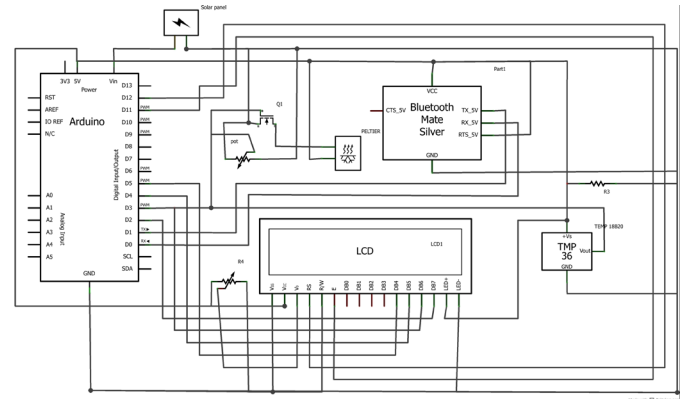 Solar panel
3V3 5V Vin
Power
RST
AREF
IO REF
N/C
Arduino
D13
D12
D11
D10
D9
D8
D7
D6
D5
D4
D3
D2
D1
D0
SCL
SDA
PWM
PWM
PWM
PWM
PWM
PWM
TX
RX
Digital Input/Output
A0
A1
A2
A3
A4
A5
Analog Input
GND
Q1
pot
PELTIER
Part1
VCC
CTS_5V
Bluetooth
Mate
Silver
TX_5V
RX_5V
RTS_5V
GND
R3
TEMP 18B20
+Vs
TMP
36
Vout
GND
R4
LCD
LCD1
Vss
Vcc
Ve
RS
R/W
E
DB0
DB1
DB2
DB3
DB4
DB5
DB6
DB7
LED+
LED-